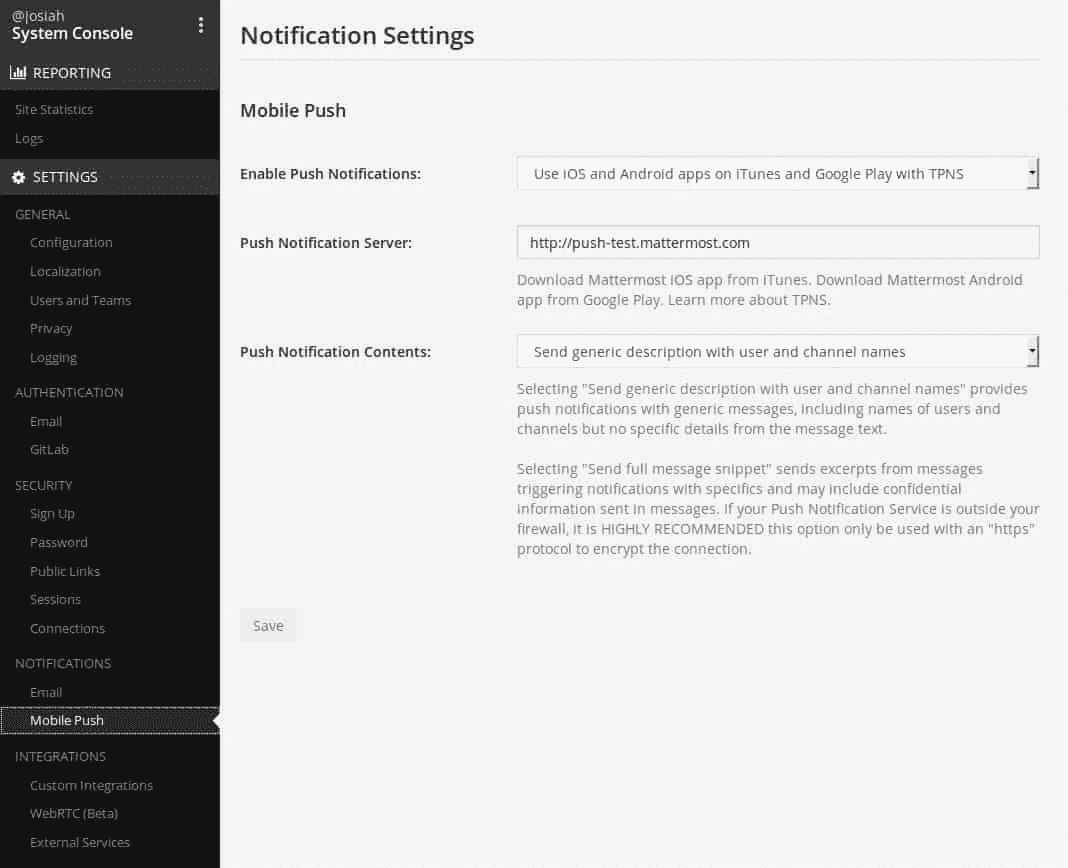 @josiah
System Console
REPORTING
Site Statistics
Logs
SETTINGS
GENERAL
Configuration
Localization
Users and Teams
Privacy
Logging
AUTHENTICATION
Email
GitLab
SECURITY
Sign Up
Password
Public Links
Sessions
Connections
NOTIFICATIONS
Email
Mobile Push
INTEGRATIONS
Custom Integrations
WebRTC (Beta)
External Services
Notification Settings
Mobile Push
Enable Push Notifications:
Use iOS and Android apps on iTunes and Google Play with TPNS
Push Notification Server:
http://push-test.mattermost.com
Download Mattermost iOS app from iTunes. Download Mattermost Android
app from Google Play. Learn more about TPNS.
Push Notification Contents:
Send generic description with user and channel names
Selecting "Send generic description with user and channel names" provides
push notifications with generic messages, including names of users and
channels but no specific details from the message text.
Selecting "Send full message snippet" sends excerpts from messages
triggering notifications with specifics and may include confidential
information sent in messages. If your Push Notification Service is outside your
firewall, it is HIGHLY RECOMMENDED this option only be used with an "https"
protocol to encrypt the connection.
Save